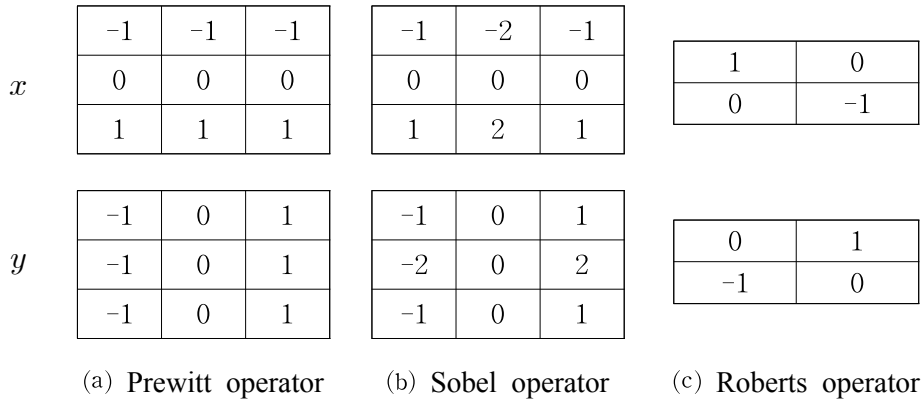 -1 -1 -1 -1 -2 -1
1 0
x 0 0 0 0 0 0
0 -1
1 1 1 1 2 1
-1 0 1 -1 0 1
0 1
y -1 0 1 -2 0 2
-1 0
-1 0 1 -1 0 1
(a) Prewitt operator (b) Sobel operator (c) Roberts operator